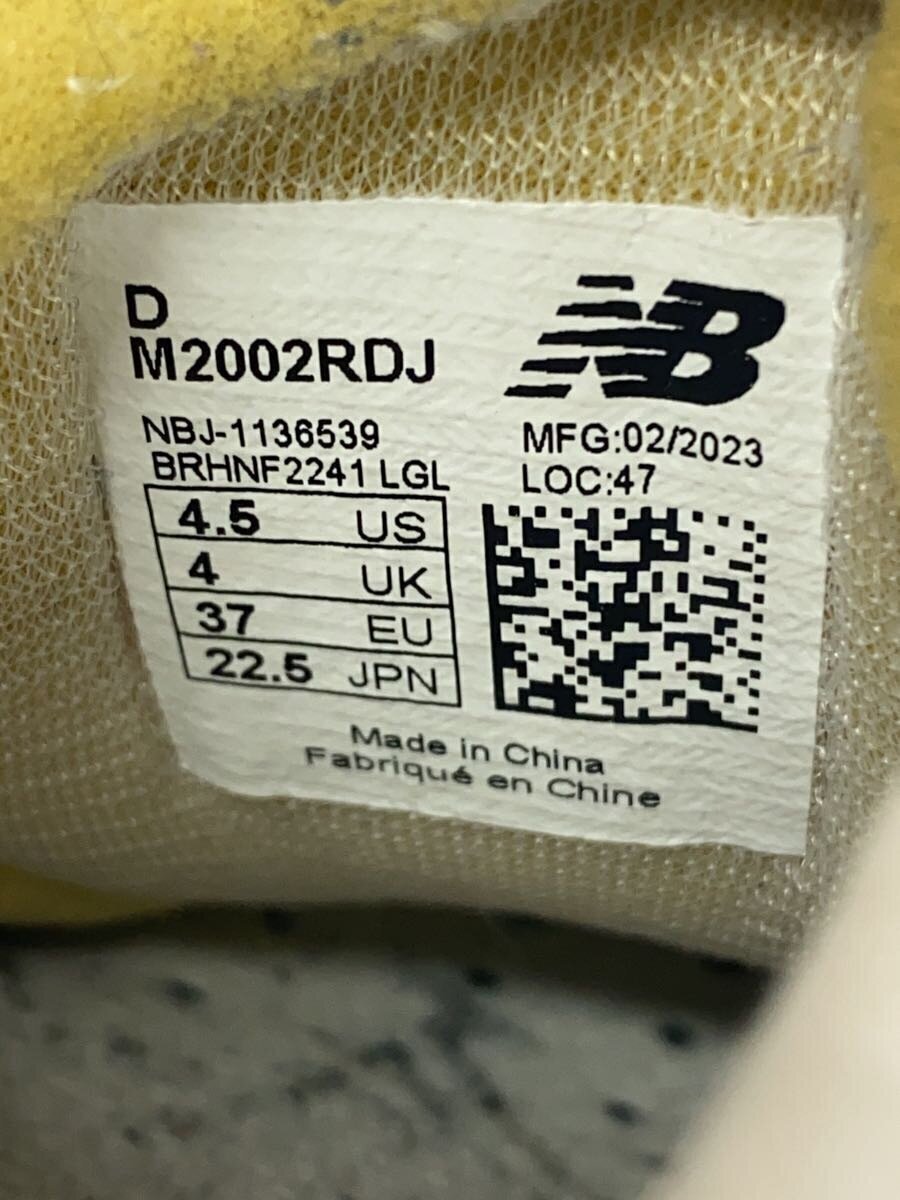 D
M2002RDJ
NB
NBJ-1136539
BRHNF2241 LGL
MFG:02/2023
LOC:47
4.5 US
4 UK
37 EU
22.5 JPN
Made in China
Fabriqué en Chine